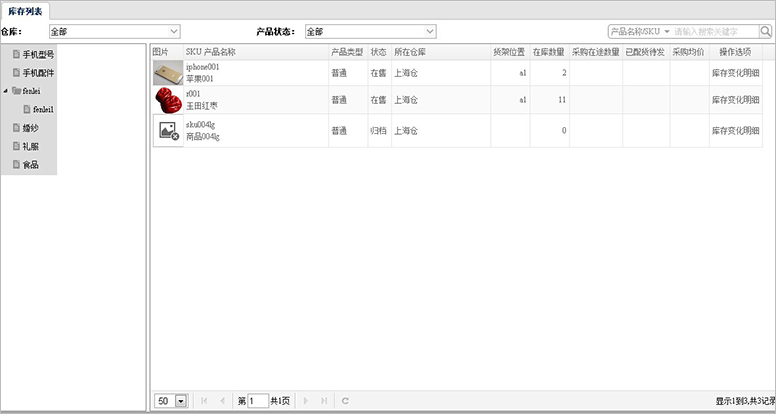 库存列表
仓库： 全部 产品状态： 全部 产品名称/SKU 请输入搜索关键字
手机型号
手机配件
fenlei
fenlei1
婚纱
礼服
食品
图片 SKU 产品名称 产品类型 状态 所在仓库 货架位置 在库数量 采购在途数量 已配货待发 采购均价 操作选项
iphone001
苹果001 普通 在售 上海仓 a1 2 库存变化明细
r001
玉田红枣 普通 在售 上海仓 a1 11 库存变化明细
sku004lg
商品004lg 普通 归档 上海仓 0 库存变化明细
50 第 1 共1页 显示1到3,共3记录